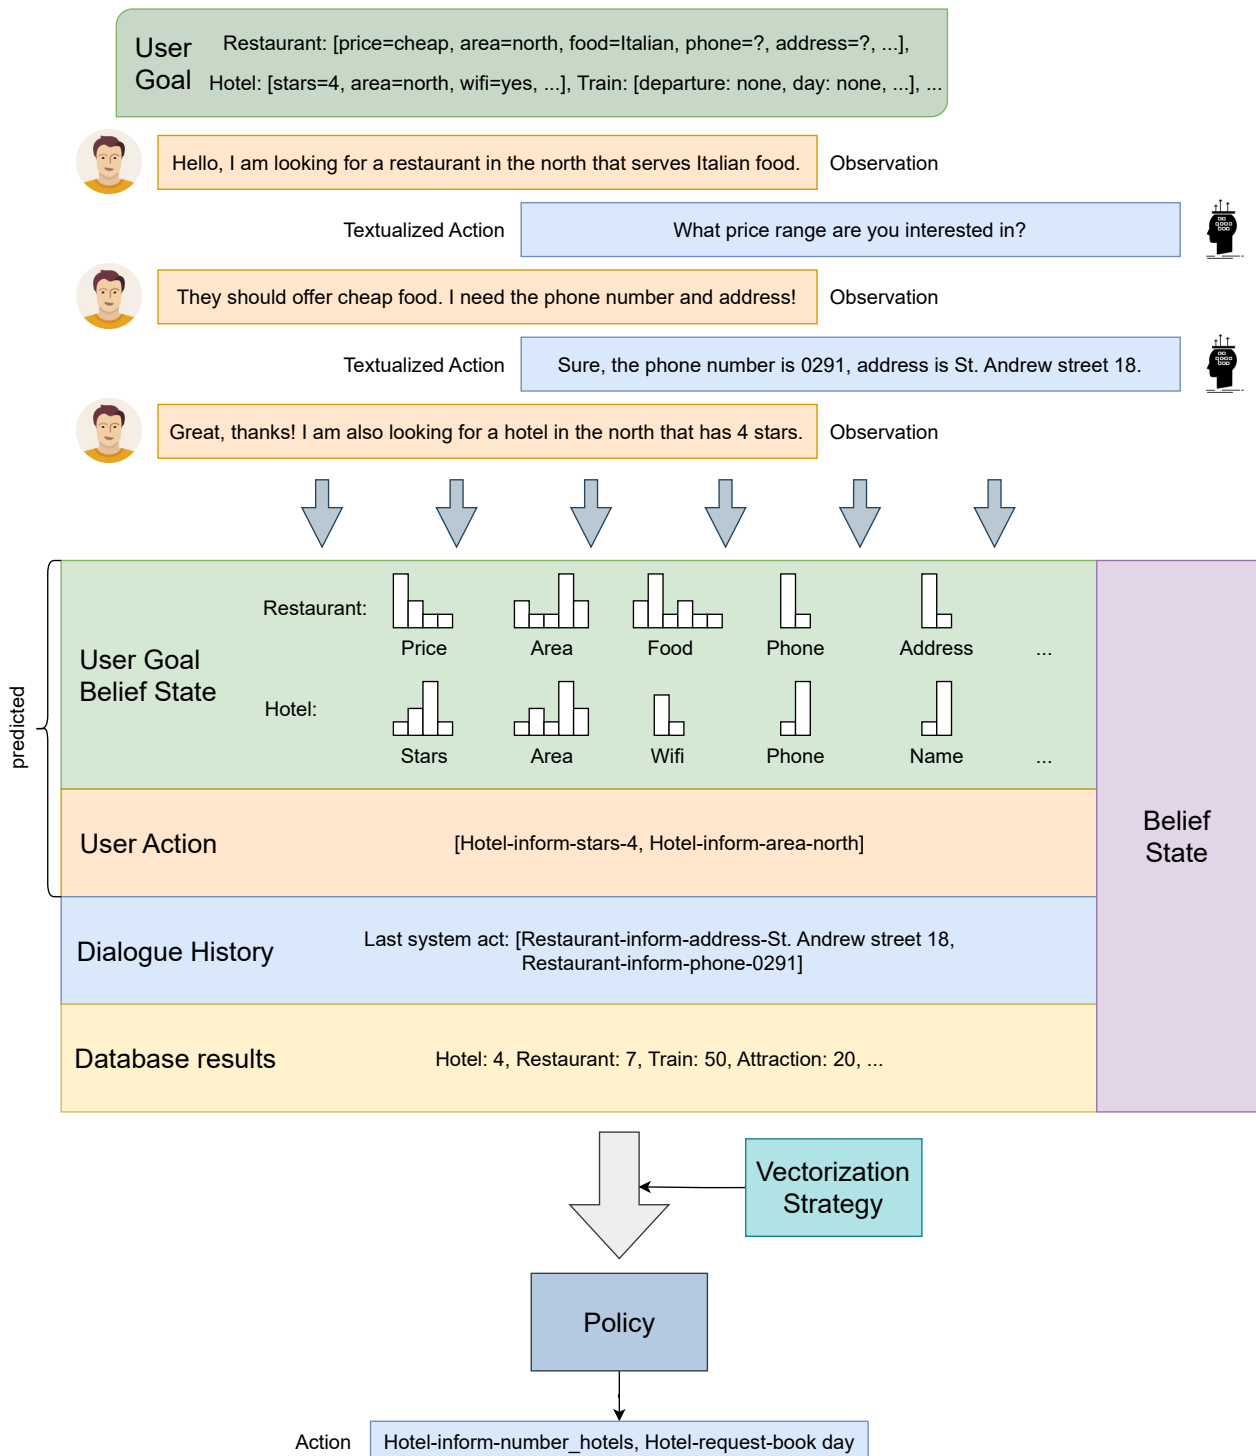 User
Goal
Restaurant: [price=cheap, area=north, food=Italian, phone=?, address=?, ...],
Hotel: [stars=4, area=north, wifi=yes, ...], Train: [departure: none, day: none, ...], ...
Hello, I am looking for a restaurant in the north that serves Italian food.
Observation
Textualized Action
What price range are you interested in?
They should offer cheap food. I need the phone number and address!
Observation
Textualized Action
Sure, the phone number is 0291, address is St. Andrew street 18.
Great, thanks! I am also looking for a hotel in the north that has 4 stars.
Observation
predicted
User Goal
Belief State
Restaurant:
Price
Area
Food
Phone
Address
...
Hotel:
Stars
Area
Wifi
Phone
Name
...
User Action
[Hotel-inform-stars-4, Hotel-inform-area-north]
Dialogue History
Last system act: [Restaurant-inform-address-St. Andrew street 18,
Restaurant-inform-phone-0291]
Database results
Hotel: 4, Restaurant: 7, Train: 50, Attraction: 20, ...
Belief
State
Vectorization
Strategy
Policy
Action
Hotel-inform-number_hotels, Hotel-request-book day